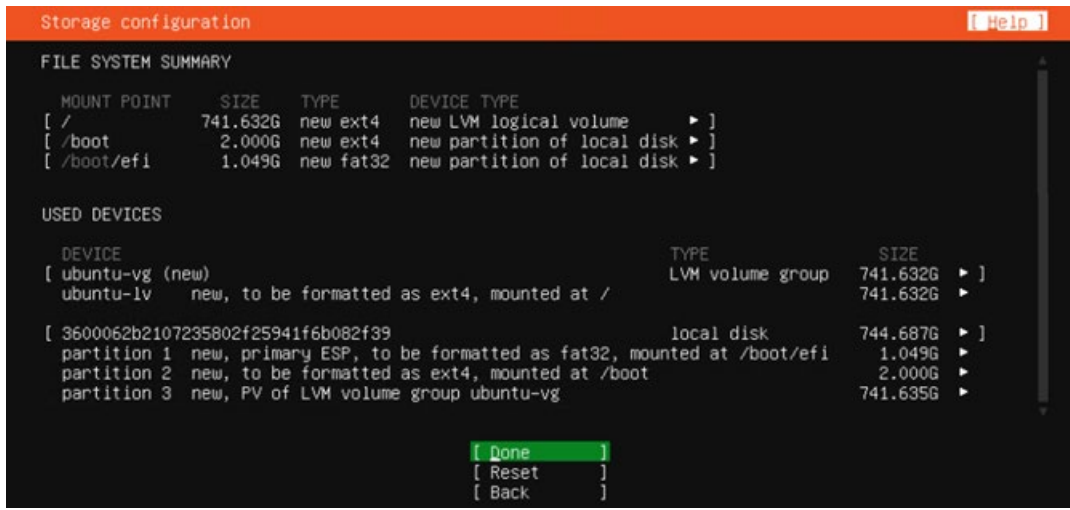 Storage configuration [ Help ]
FILE SYSTEM SUMMARY
MOUNT POINT SIZE TYPE DEVICE TYPE
[ / 741.632G new ext4 new LVM logical volume ▸ ]
[ /boot 2.000G new ext4 new partition of local disk ▸ ]
[ /boot/efi 1.049G new fat32 new partition of local disk ▸ ]
USED DEVICES
DEVICE TYPE SIZE
[ ubuntu-vg (new) LVM volume group 741.632G ▸ ]
ubuntu-lv new, to be formatted as ext4, mounted at / 741.632G ▸
[ 3600062b2107235802f25941f6b082f39 local disk 744.687G ▸ ]
partition 1 new, primary ESP, to be formatted as fat32, mounted at /boot/efi 1.049G ▸
partition 2 new, to be formatted as ext4, mounted at /boot 2.000G ▸
partition 3 new, PV of LVM volume group ubuntu-vg 741.635G ▸
[ Done ]
[ Reset ]
[ Back ]